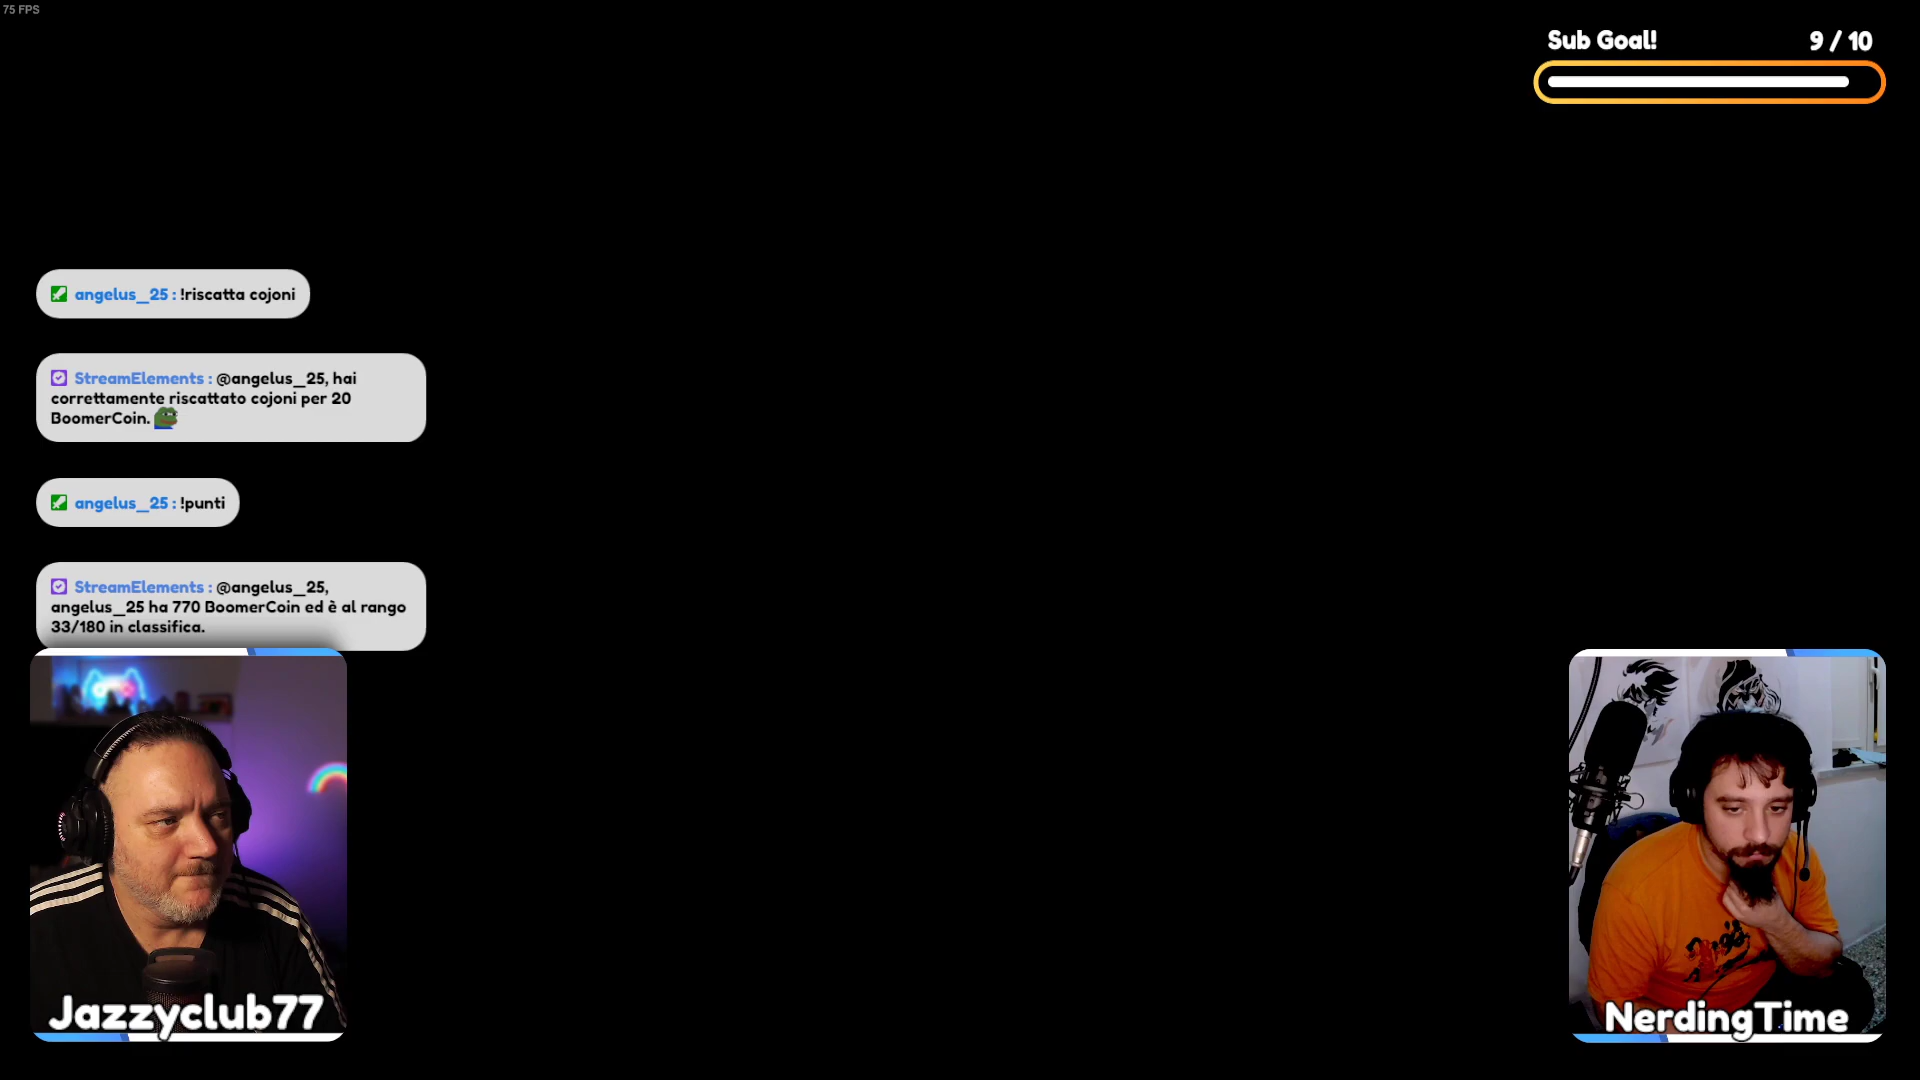 75 FPS
Sub Goal! 9 / 10
angelus_25 : !riscatta cojoni
StreamElements : @angelus_25, hai
correttamente riscattato cojoni per 20
BoomerCoin.
angelus_25 : !punti
StreamElements : @angelus_25,
angelus_25 ha 770 BoomerCoin ed è al rango
33/180 in classifica.
Jazzyclub77
NerdingTime